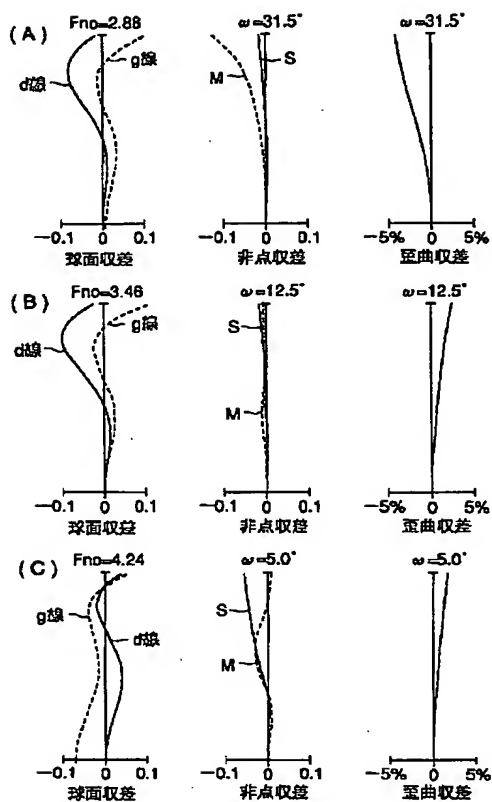 (A)
Fno=2.88
g線
d線
-0.1 0 0.1
球面収差
ω=31.5°
S
M
-0.1 0 0.1
非点収差
ω=31.5°
-5% 0 5%
歪曲収差
(B)
Fno=3.46
g線
d線
-0.1 0 0.1
球面収差
ω=12.5°
S
M
-0.1 0 0.1
非点収差
ω=12.5°
-5% 0 5%
歪曲収差
(C)
Fno=4.24
g線
d線
-0.1 0 0.1
球面収差
ω=5.0°
S
M
-0.1 0 0.1
非点収差
ω=5.0°
-5% 0 5%
歪曲収差